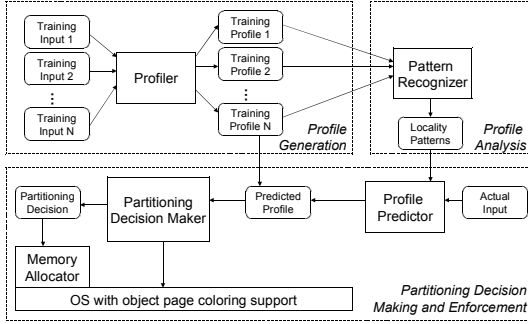 Training
Input 1
Training
Input 2
...
Training
Input N
Profiler
Training
Profile 1
Training
Profile 2
...
Training
Profile N
Profile
Generation
Pattern
Recognizer
Locality
Patterns
Profile
Analysis
Partitioning
Decision
Partitioning
Decision Maker
Predicted
Profile
Profile
Predictor
Actual
Input
Memory
Allocator
OS with object page coloring support
Partitioning Decision
Making and Enforcement